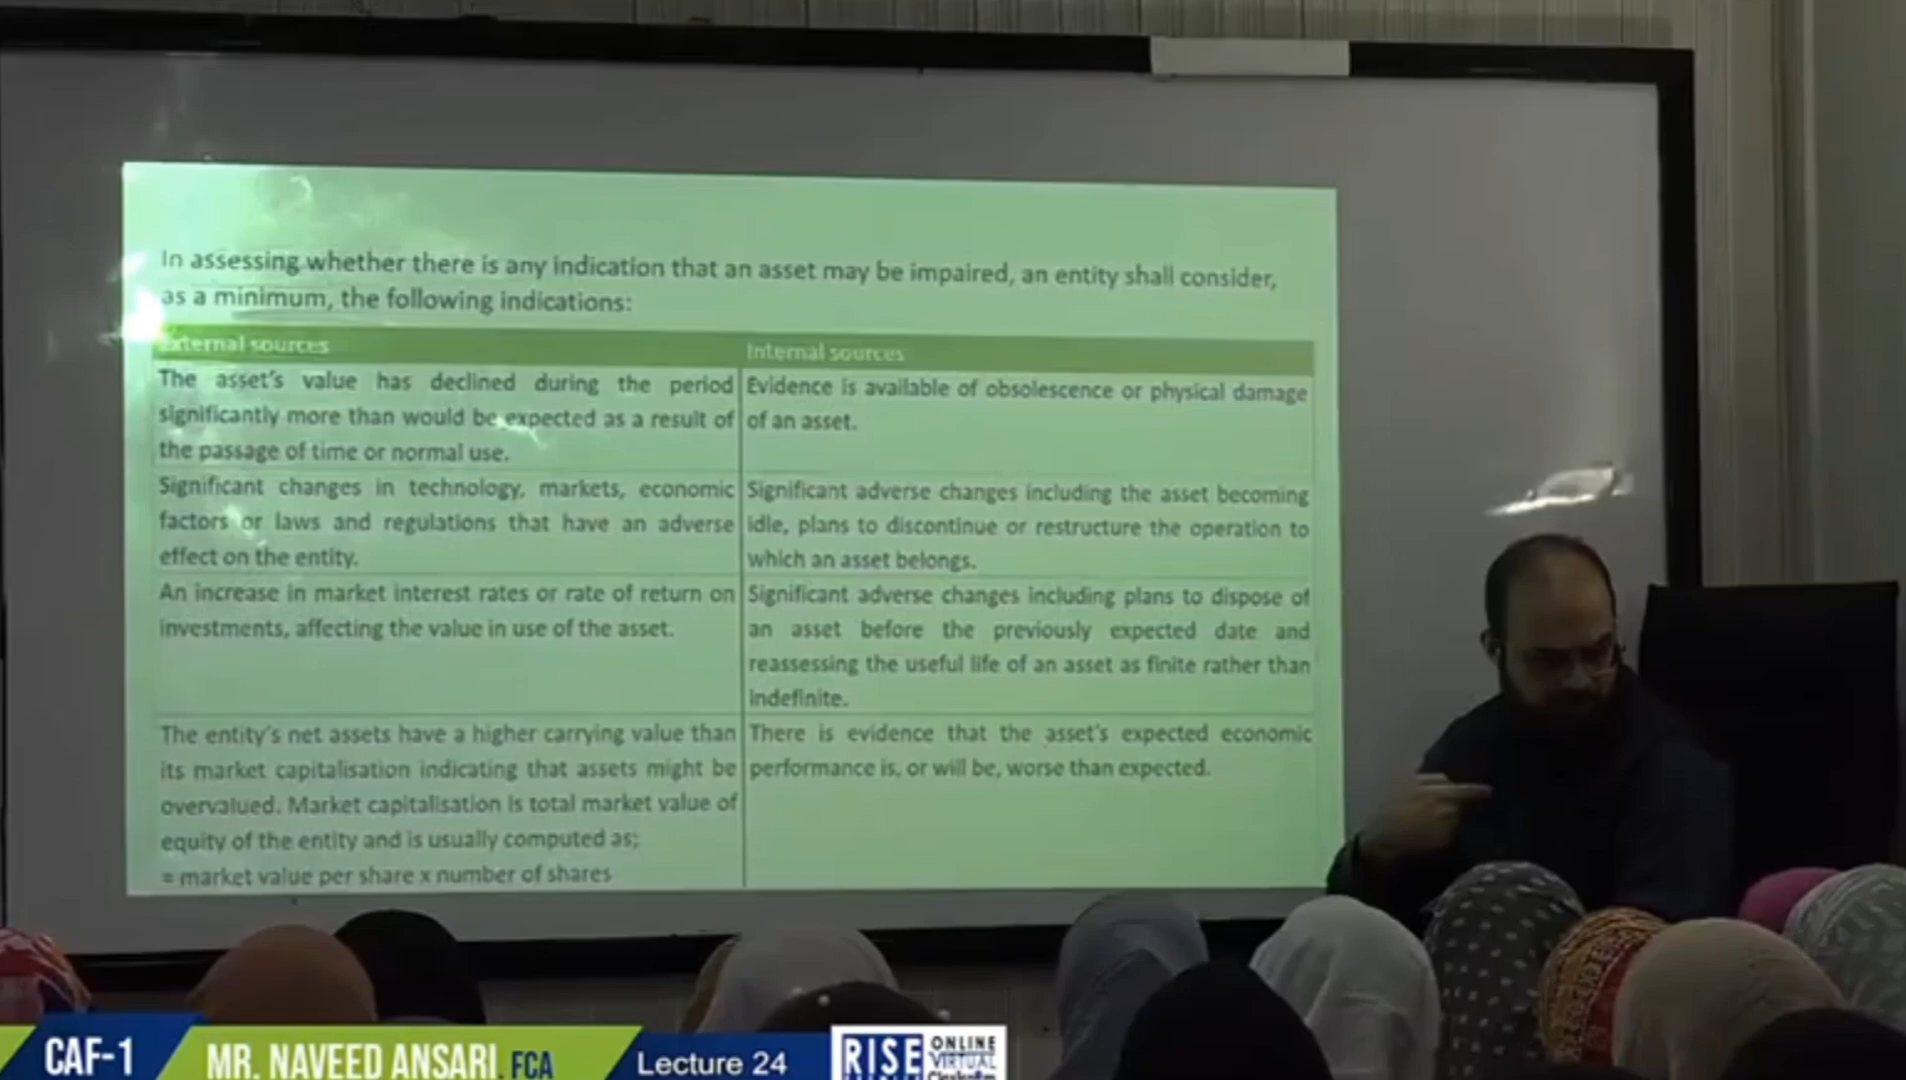 In assessing whether there is any indication that an asset may be impaired, an entity shall consider,
as a minimum, the following indications:
External sources
The asset's value has declined during the period
significantly more than would be expected as a result of
the passage of time or normal use.
Significant changes in technology, markets, economic
factors or laws and regulations that have an adverse
effect on the entity.
An increase in market interest rates or rate of return on
investments, affecting the value in use of the asset.
The entity's net assets have a higher carrying value than
its market capitalisation indicating that assets might be
overvalued. Market capitalisation is total market value of
equity of the entity and is usually computed as;
= market value per share x number of shares
Internal sources
Evidence is available of obsolescence or physical damage
of an asset.
Significant adverse changes including the asset becoming
idle, plans to discontinue or restructure the operation to
which an asset belongs.
Significant adverse changes including plans to dispose of
an asset before the previously expected date and
reassessing the useful life of an asset as finite rather than
indefinite.
There is evidence that the asset's expected economic
performance is, or will be, worse than expected.
CAF-1
MR. NAVEED ANSARI, FCA
Lecture 24
RISE
ONLINE
VIRTUAL